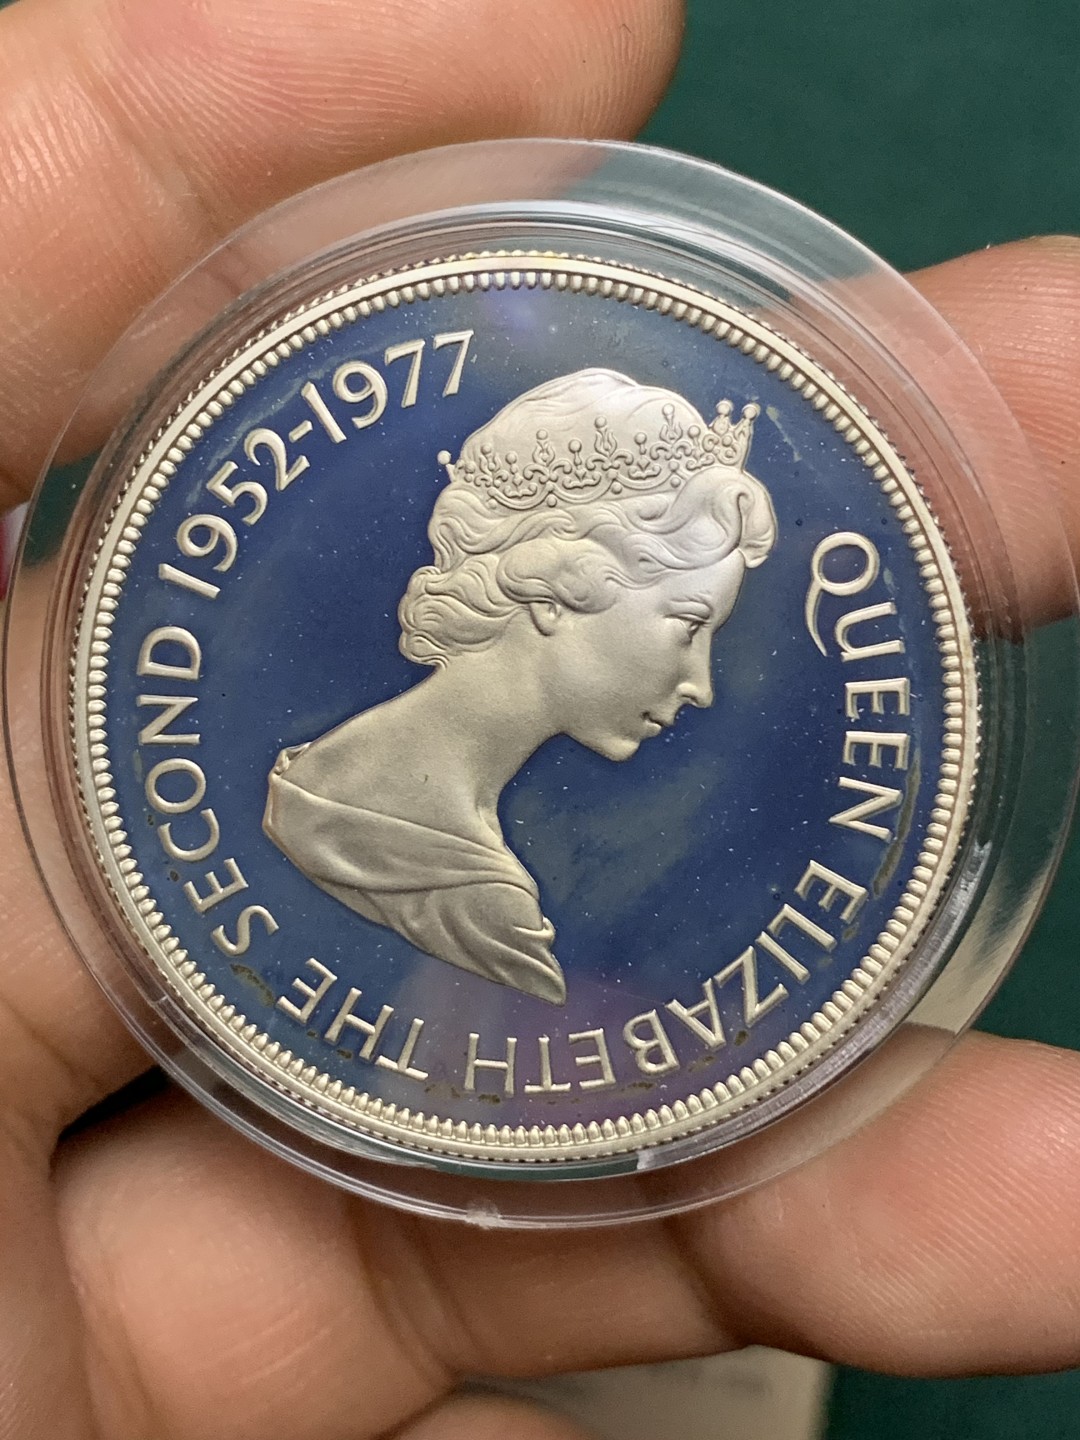 QUEEN ELIZABETH THE SECOND 1952-1977